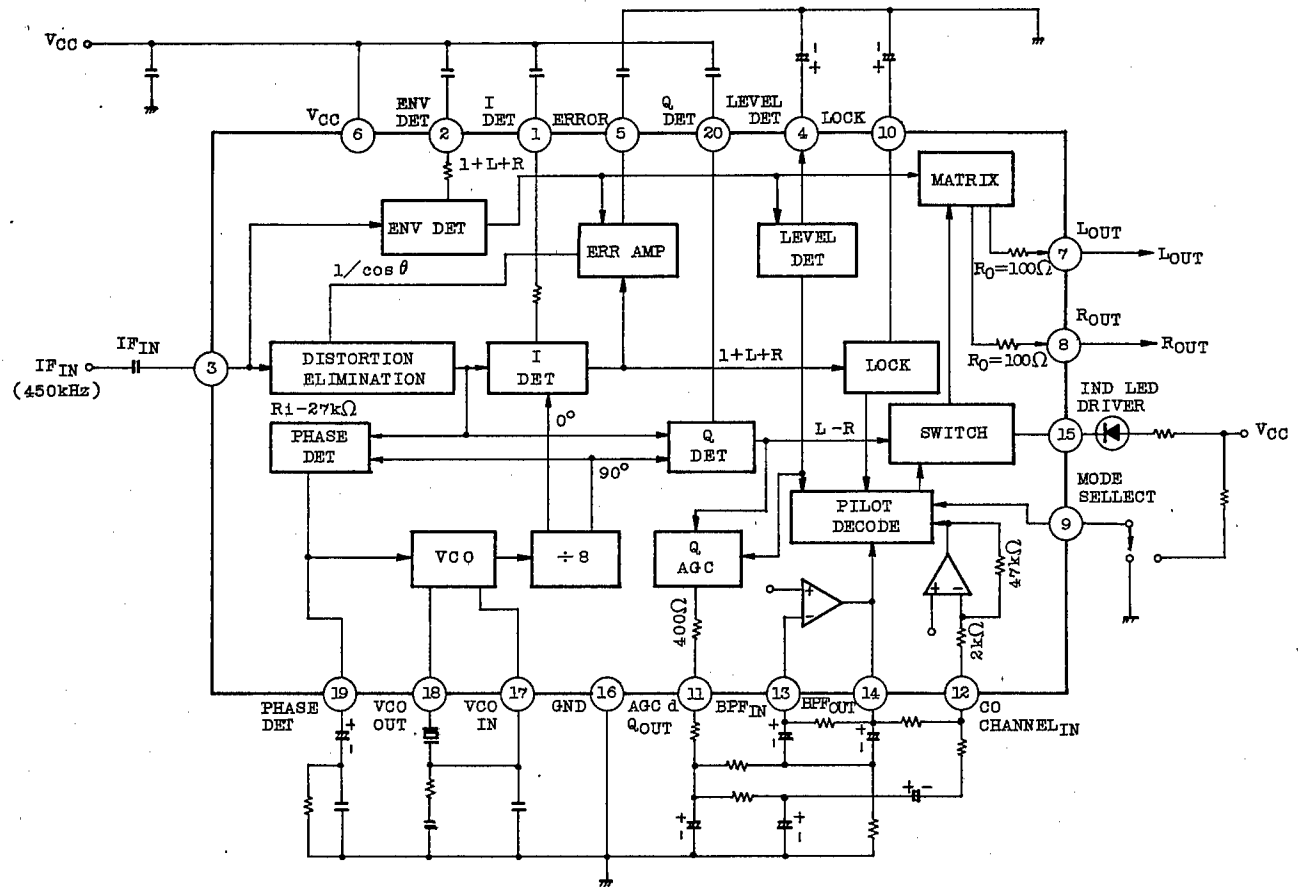 VCC
VCC
6
ENV
DET
2
I
DET
1
ERROR
5
Q
DET
20
LEVEL
DET
4
LOCK
10
- +
+ -
1+L+R
ENV DET
ERR AMP
LEVEL
DET
MATRIX
1/cos θ
RO=100Ω
LOUT
7
LOUT
ROUT
8
ROUT
RO=100Ω
IFIN
(450kHz)
IFIN
3
DISTORTION
ELIMINATION
I
DET
1+L+R
LOCK
Ri-27kΩ
PHASE
DET
0°
90°
Q
DET
L-R
SWITCH
15
IND LED
DRIVER
VCC
MODE
SELLECT
9
PILOT
DECODE
VCO
÷8
Q
AGC
400Ω
+
-
+ -
47kΩ
2kΩ
19
18
17
16
11
13
14
12
PHASE
DET
VCO
OUT
VCO
IN
GND
AGC d
QOUT
BPFIN
BPFOUT
CO
CHANNELIN
+
-
+
-
+
-
+ -
+
-
+
-